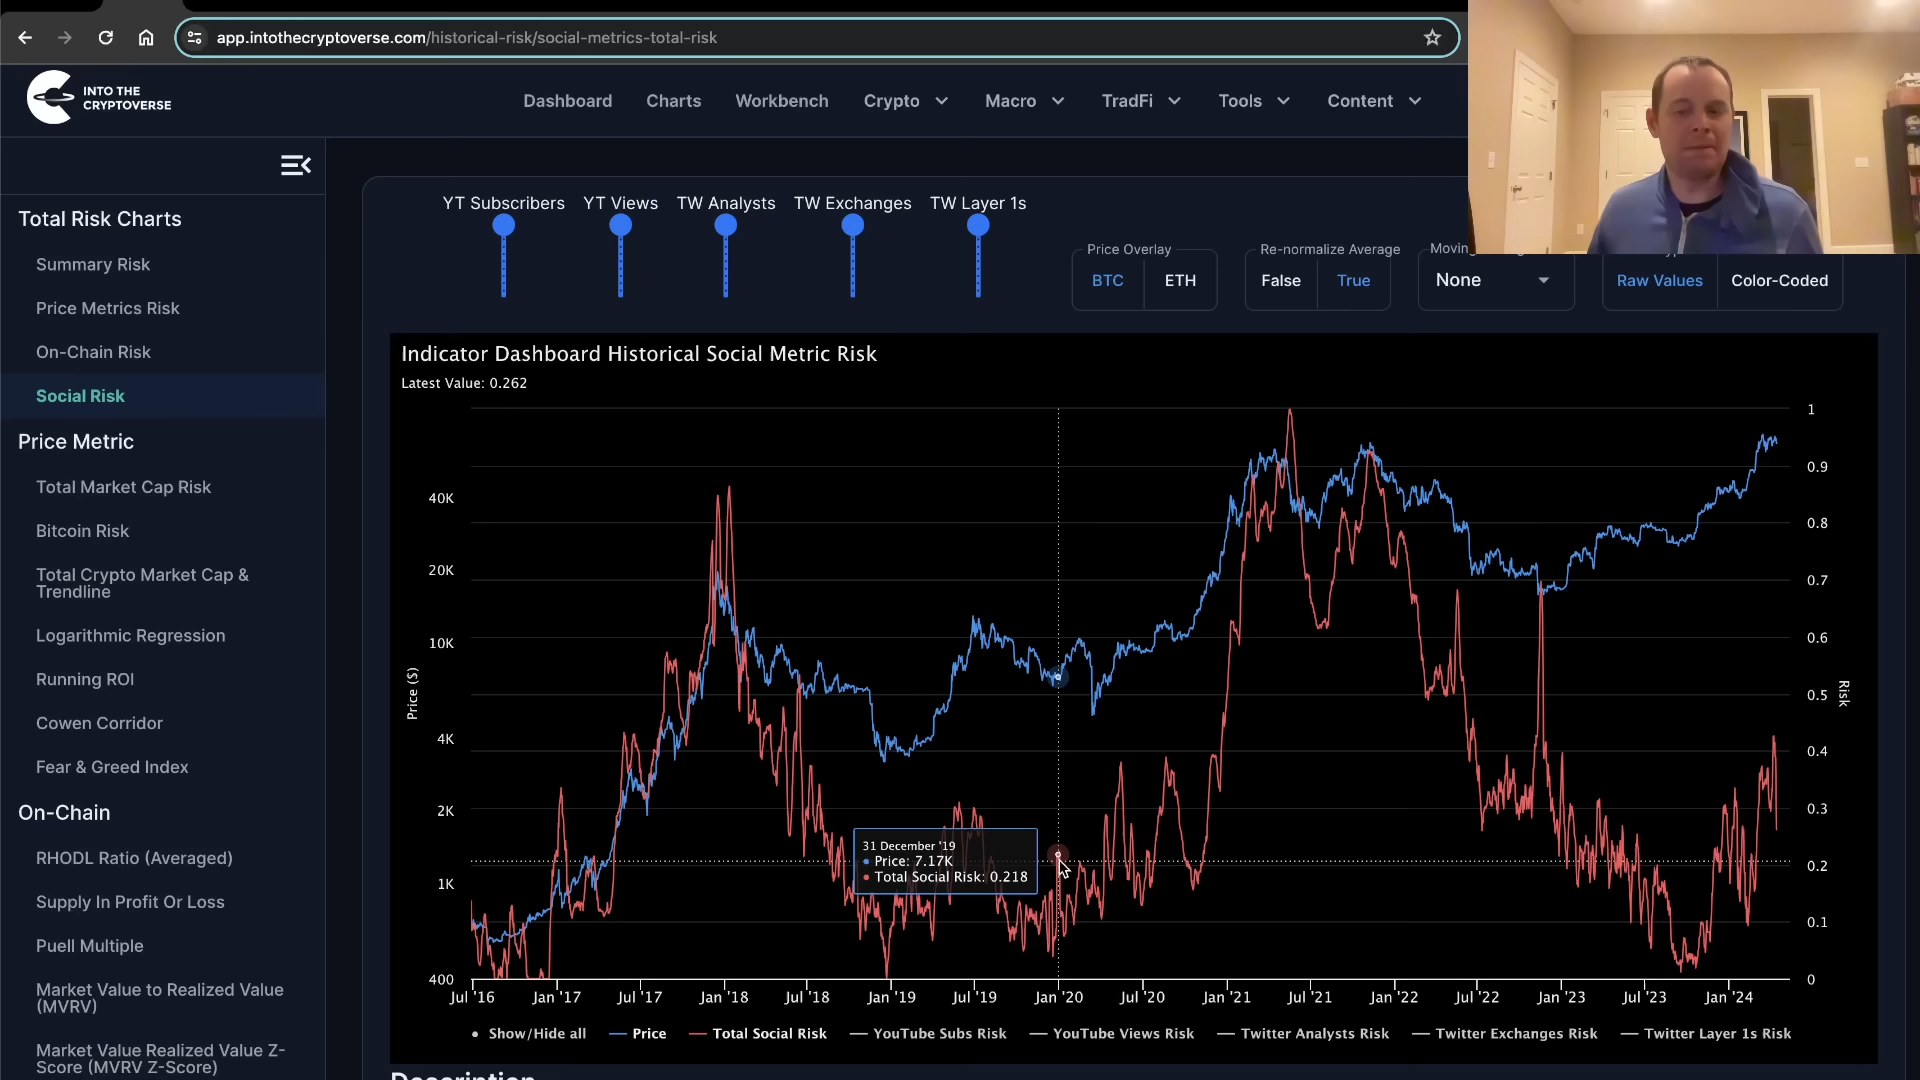 app.intothecryptoverse.com/historical-risk/social-metrics-total-risk
INTO THE
CRYPTOVERSE
Dashboard
Charts
Workbench
Crypto
Macro
TradFi
Tools
Content
Total Risk Charts
Summary Risk
Price Metrics Risk
On-Chain Risk
Social Risk
Price Metric
Total Market Cap Risk
Bitcoin Risk
Total Crypto Market Cap &
Trendline
Logarithmic Regression
Running ROI
Cowen Corridor
Fear & Greed Index
On-Chain
RHODL Ratio (Averaged)
Supply In Profit Or Loss
Puell Multiple
Market Value to Realized Value
(MVRV)
Market Value Realized Value Z-
Score (MVRV Z-Score)
YT Subscribers
YT Views
TW Analysts
TW Exchanges
TW Layer 1s
Price Overlay
BTC
ETH
Re-normalize Average
False
True
None
Raw Values
Color-Coded
Indicator Dashboard Historical Social Metric Risk
Latest Value: 0.262
40K
20K
10K
4K
2K
1K
400
Price ($)
1
0.9
0.8
0.7
0.6
0.5
0.4
0.3
0.2
0.1
0
Risk
31 December '19
Price: 7.17K
Total Social Risk: 0.218
Jul '16
Jan '17
Jul '17
Jan '18
Jul '18
Jan '19
Jul '19
Jan '20
Jul '20
Jan '21
Jul '21
Jan '22
Jul '22
Jan '23
Jul '23
Jan '24
Show/Hide all
Price
Total Social Risk
YouTube Subs Risk
YouTube Views Risk
Twitter Analysts Risk
Twitter Exchanges Risk
Twitter Layer 1s Risk
Description